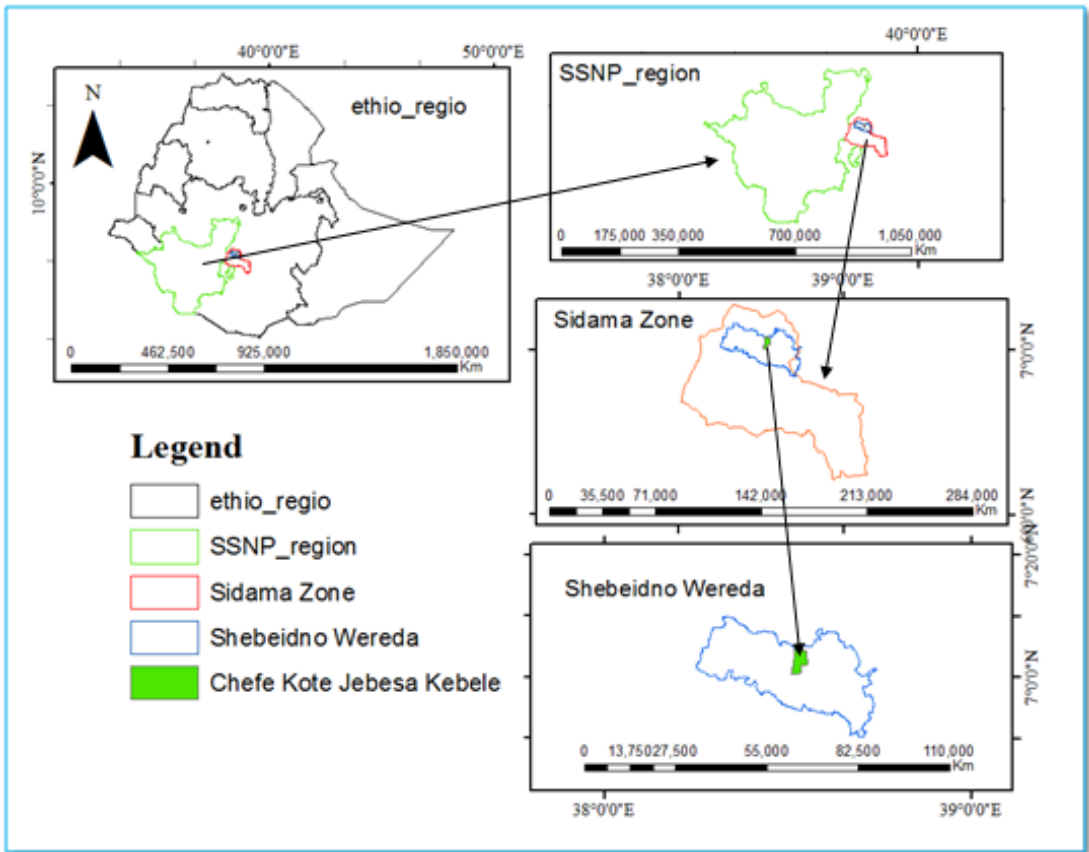 40°0'0"E 50°0'0"E
N
ethio_regio
10°0'0"N
0 462,500 925,000 1,850,000
Km
40°0'0"E
SSNP_region
0 175,000 350,000 700,000 1,050,000
Km
38°0'0"E 39°0'0"E
Sidama Zone
7°0'0"N
0 35,500 71,000 142,000 213,000 284,000
Km
Shebeidno Wereda
7°20'0"N
7°0'0"N
0 13,750 27,500 55,000 82,500 110,000
Km
38°0'0"E 39°0'0"E
Legend
ethio_regio
SSNP_region
Sidama Zone
Shebeidno Wereda
Chefe Kote Jebesa Kebele